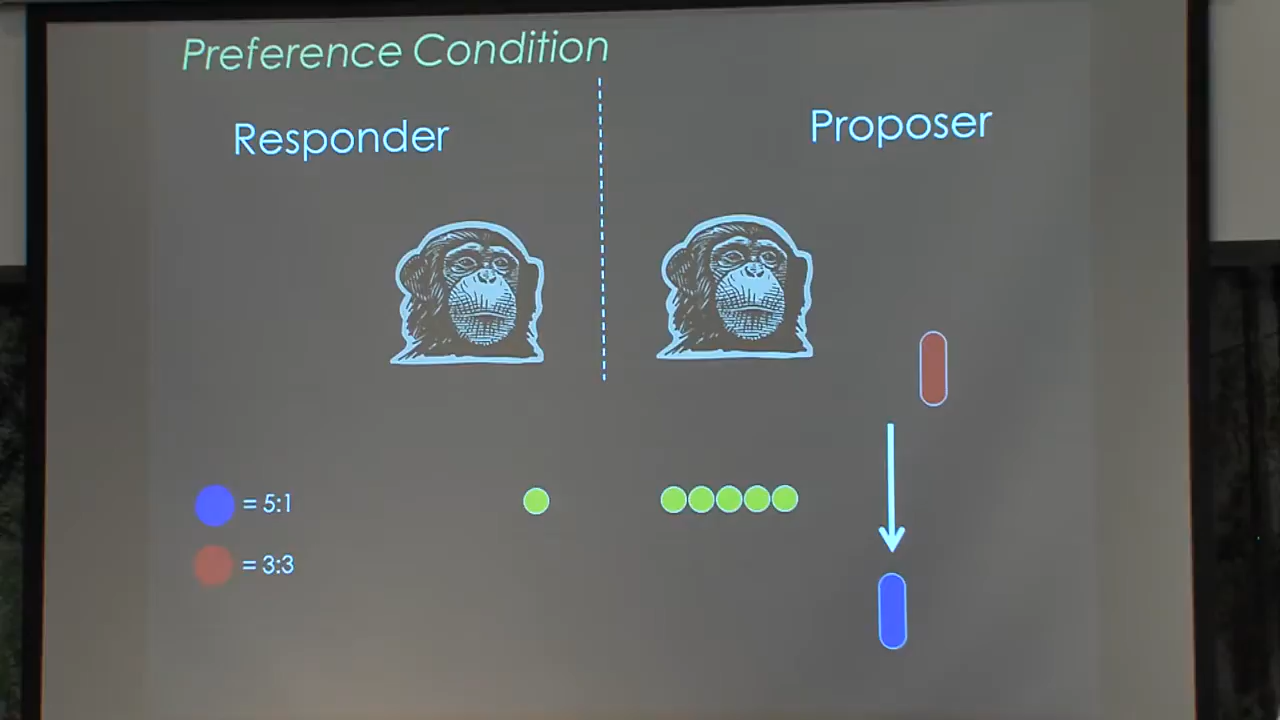 Preference Condition
Responder
Proposer
= 5:1
= 3:3